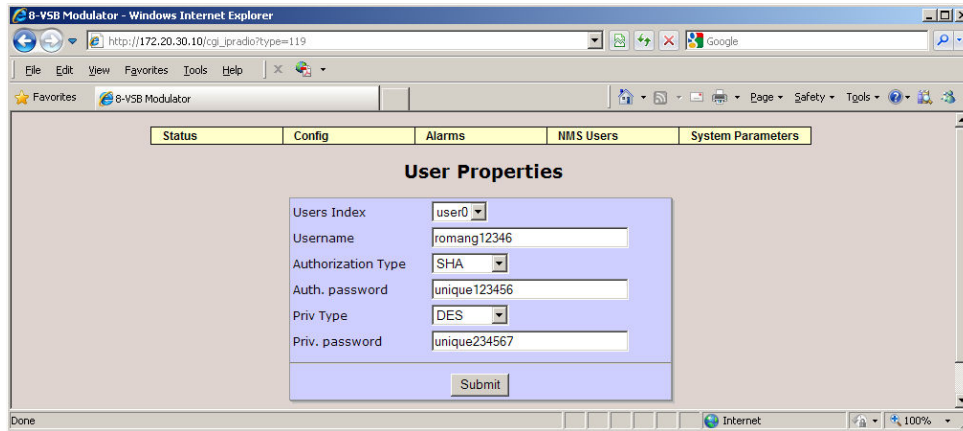 8-VSB Modulator - Windows Internet Explorer
http://172.20.30.10/cgi_ipradio?type=119
Google
File Edit View Favorites Tools Help
Favorites 8-VSB Modulator Page Safety Tools
Status Config Alarms NMS Users System Parameters
User Properties
Users Index user0
Username romang12346
Authorization Type SHA
Auth. password unique123456
Priv Type DES
Priv. password unique234567
Submit
Done Internet 100%